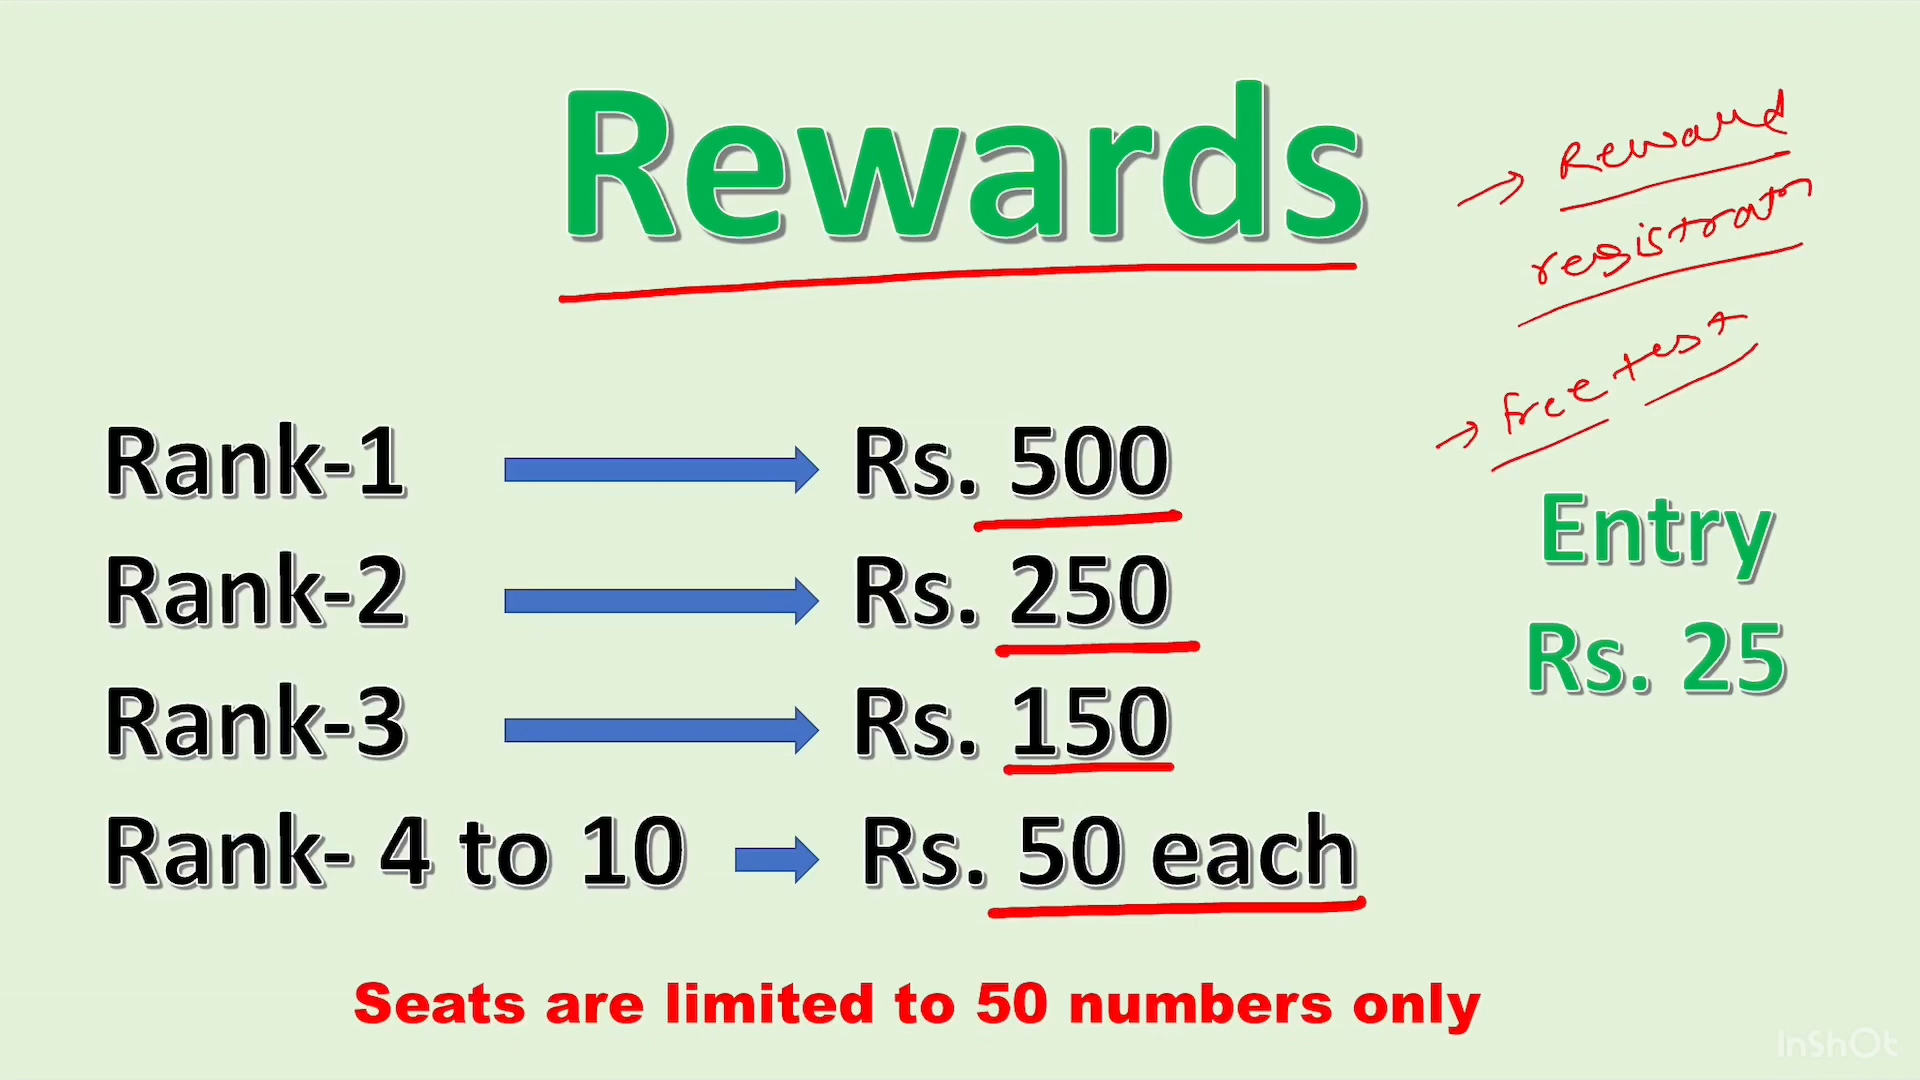 Rewards
→ Reward
registration
→ free test
Rank-1 Rs. 500
Rank-2 Rs. 250
Rank-3 Rs. 150
Rank- 4 to 10 Rs. 50 each
Entry
Rs. 25
Seats are limited to 50 numbers only
InShOt